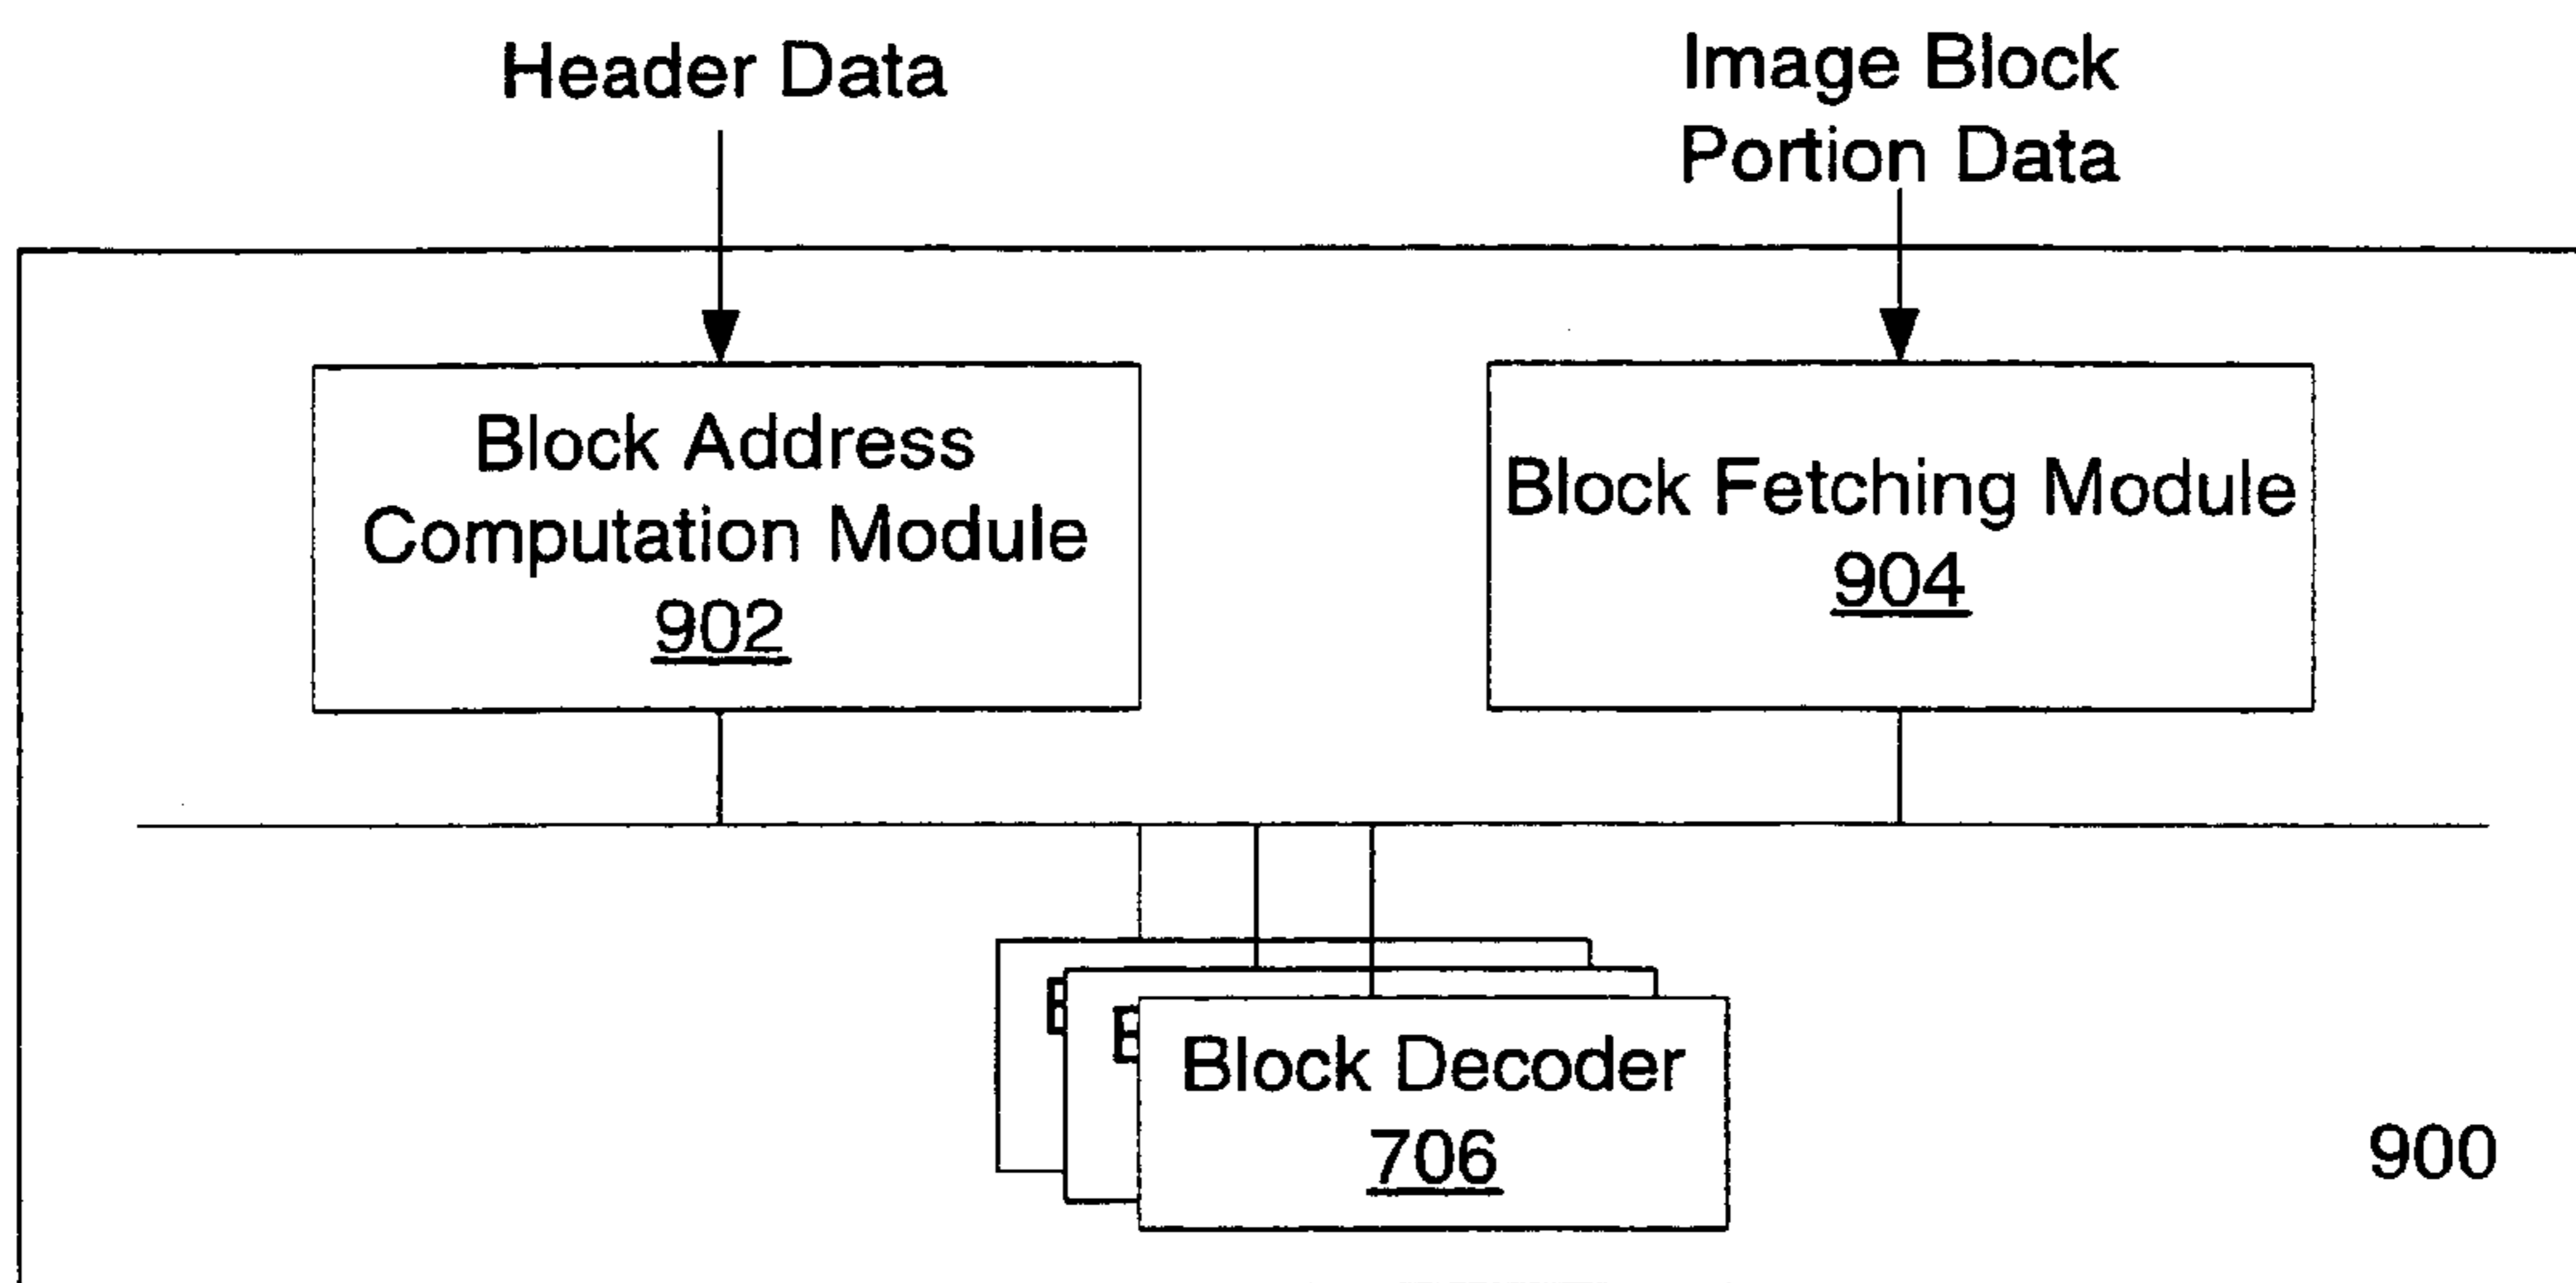 Header Data
Image Block
Portion Data
Block Address
Computation Module
902
Block Fetching Module
904
Block Decoder
706
900